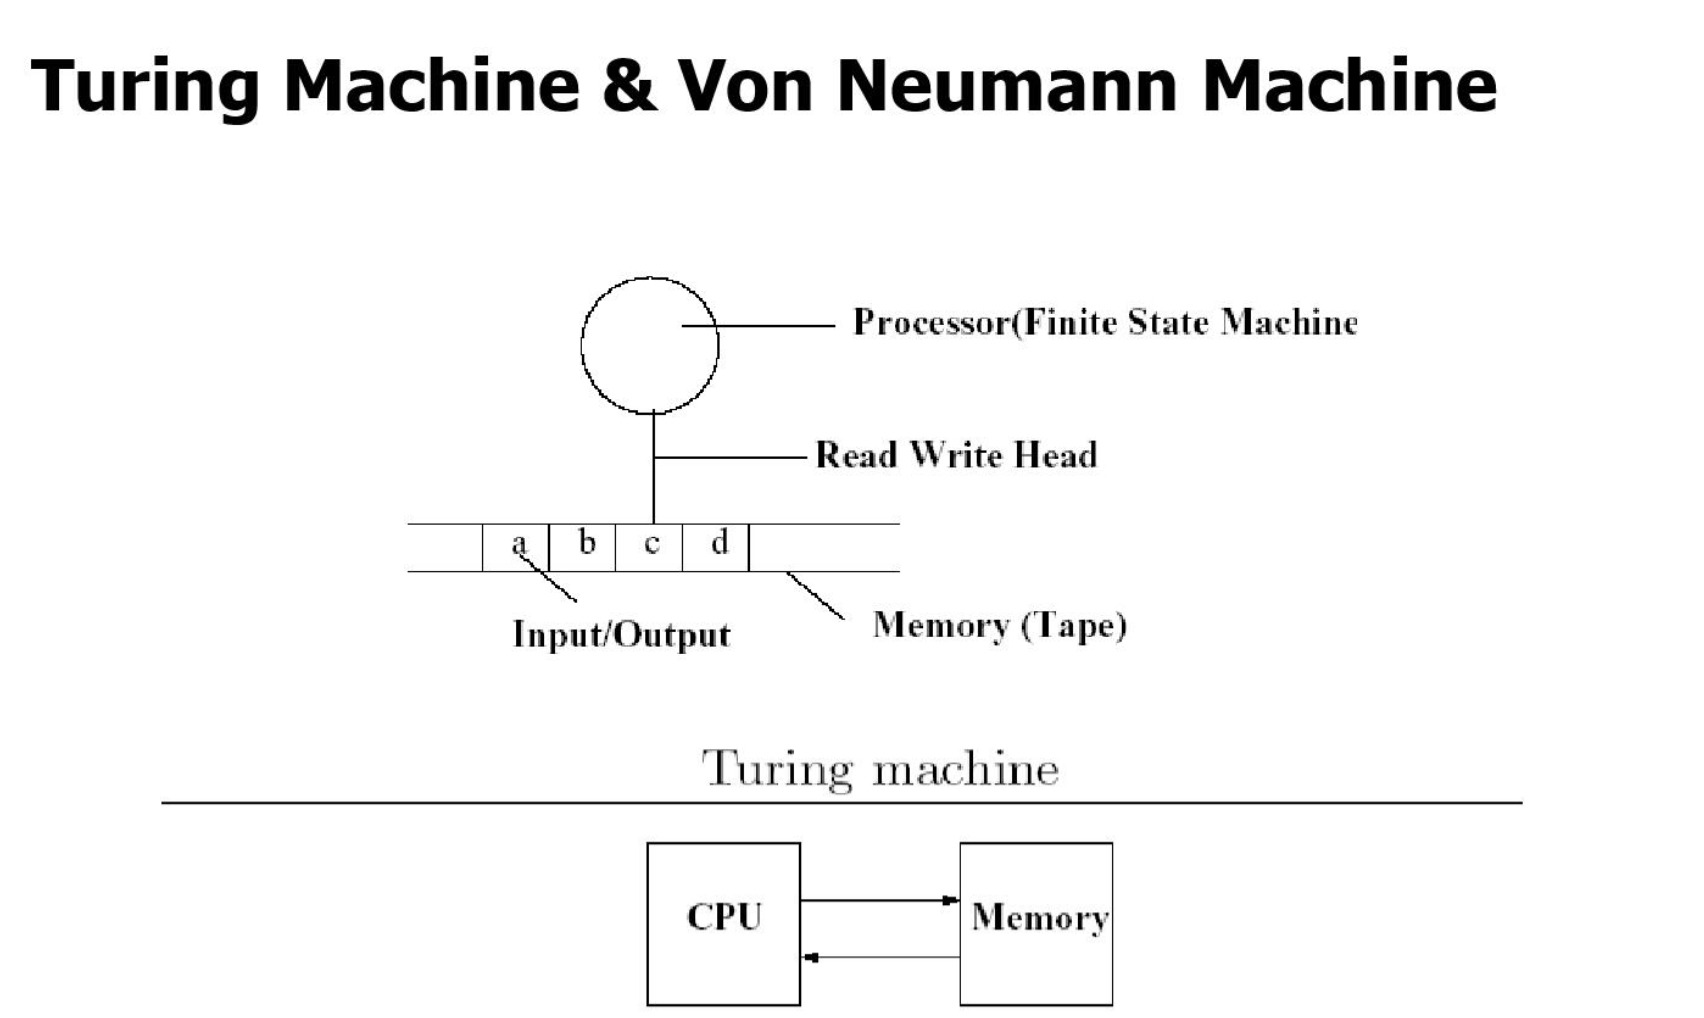 Turing Machine & Von Neumann Machine
Processor(Finite State Machine
Read Write Head
a b c d
Input/Output
Memory (Tape)
Turing machine
CPU
Memory